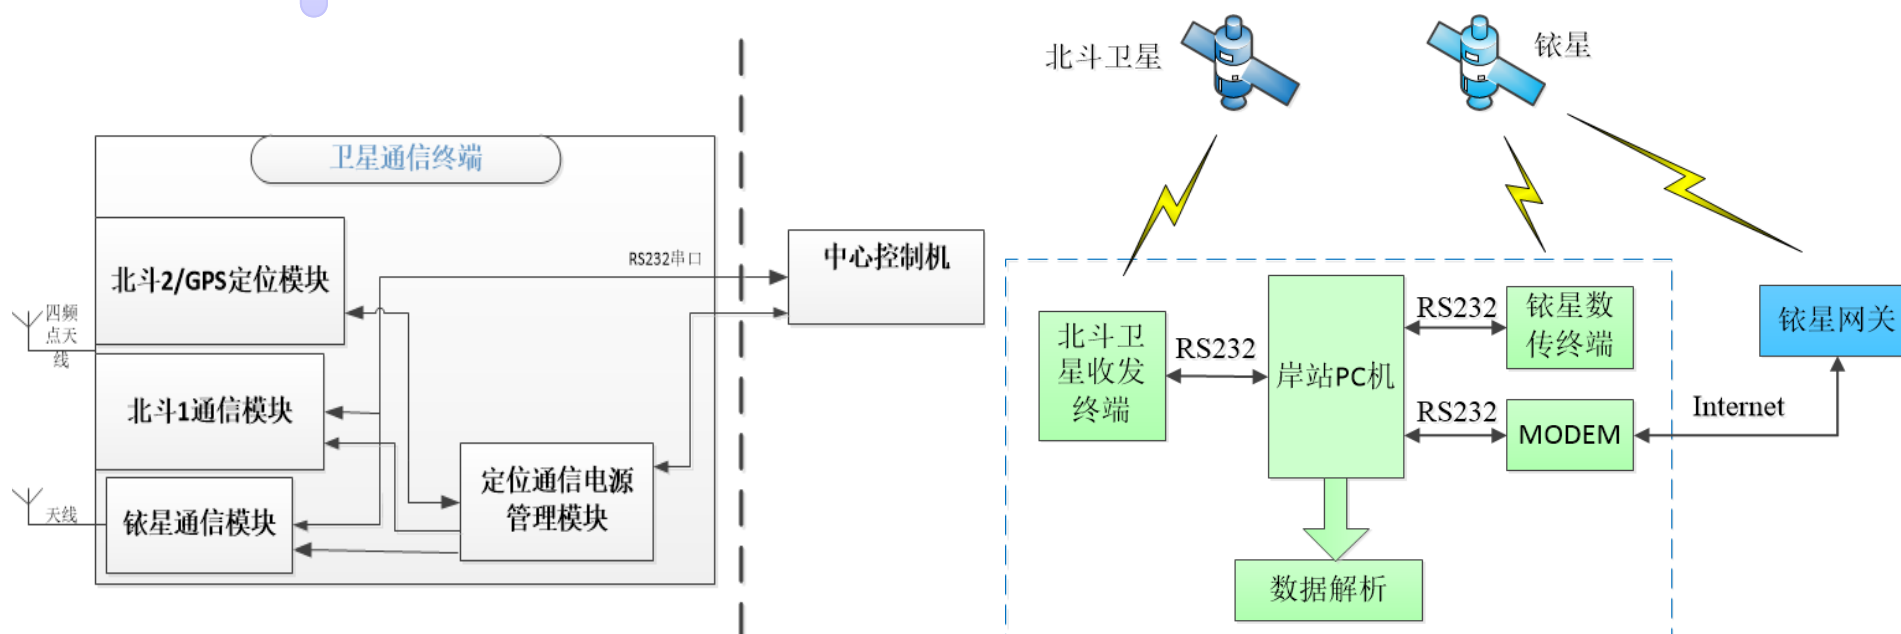 卫星通信终端
北斗2/GPS定位模块
四频
点天
线
北斗1通信模块
铱星通信模块
天线
定位通信电源
管理模块
RS232串口
中心控制机
北斗卫星
铱星
北斗卫
星收发
终端
RS232
岸站PC机
RS232
铱星数
传终端
RS232
MODEM
Internet
铱星网关
数据解析